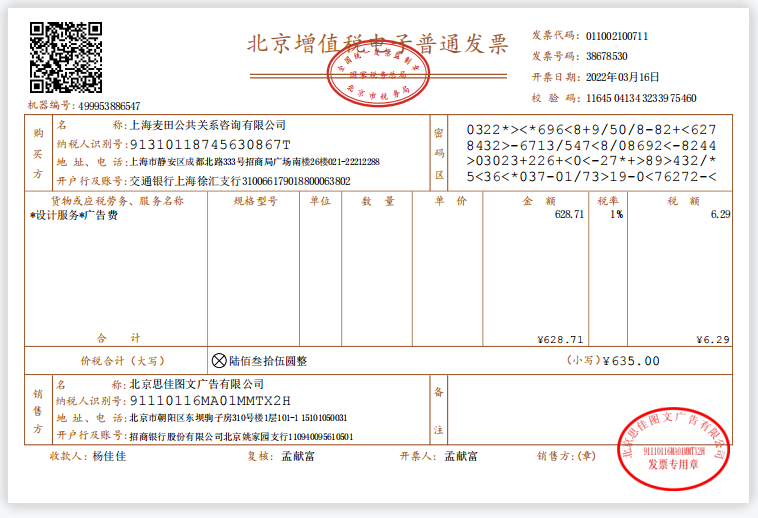 北京增值税电子普通发票
全国统一发票监制章
国家税务总局
北京市税务局
发票代码: 011002100711
发票号码: 38678530
开票日期: 2022年03月16日
校 验 码: 11645 04134 32339 75460
机器编号: 499953886547
购买方
名 称: 上海麦田公共关系咨询有限公司
纳税人识别号: 91310118745630867T
地 址、电 话: 上海市静安区成都北路333号招商局广场南楼26楼021-22212288
开户行及账号: 交通银行上海徐汇支行310066179018800063802
密码区
0322*><*696<8+9/50/8-82+<627
8432>-6713/547<8/08692<-8244
>03023+226+<0<-27*+>89>432/*
5<36<*037-01/73>19-0<76272-<
货物或应税劳务、服务名称 规格型号 单位 数 量 单 价 金 额 税率 税 额
*设计服务*广告费 628.71 1% 6.29
合 计 ¥628.71 ¥6.29
价税合计（大写） 陆佰叁拾伍圆整 (小写) ¥635.00
销售方
名 称: 北京思佳图文广告有限公司
纳税人识别号: 91110116MA01MMTX2H
地 址、电 话: 北京市朝阳区东坝驹子房310号楼1层101-1 15101050031
开户行及账号: 招商银行股份有限公司北京姚家园支行110940095610501
备注
收款人: 杨佳佳 复核: 孟献富 开票人: 孟献富 销售方: (章)
北京思佳图文广告有限公司
91110116MA01MMTX2H
发票专用章